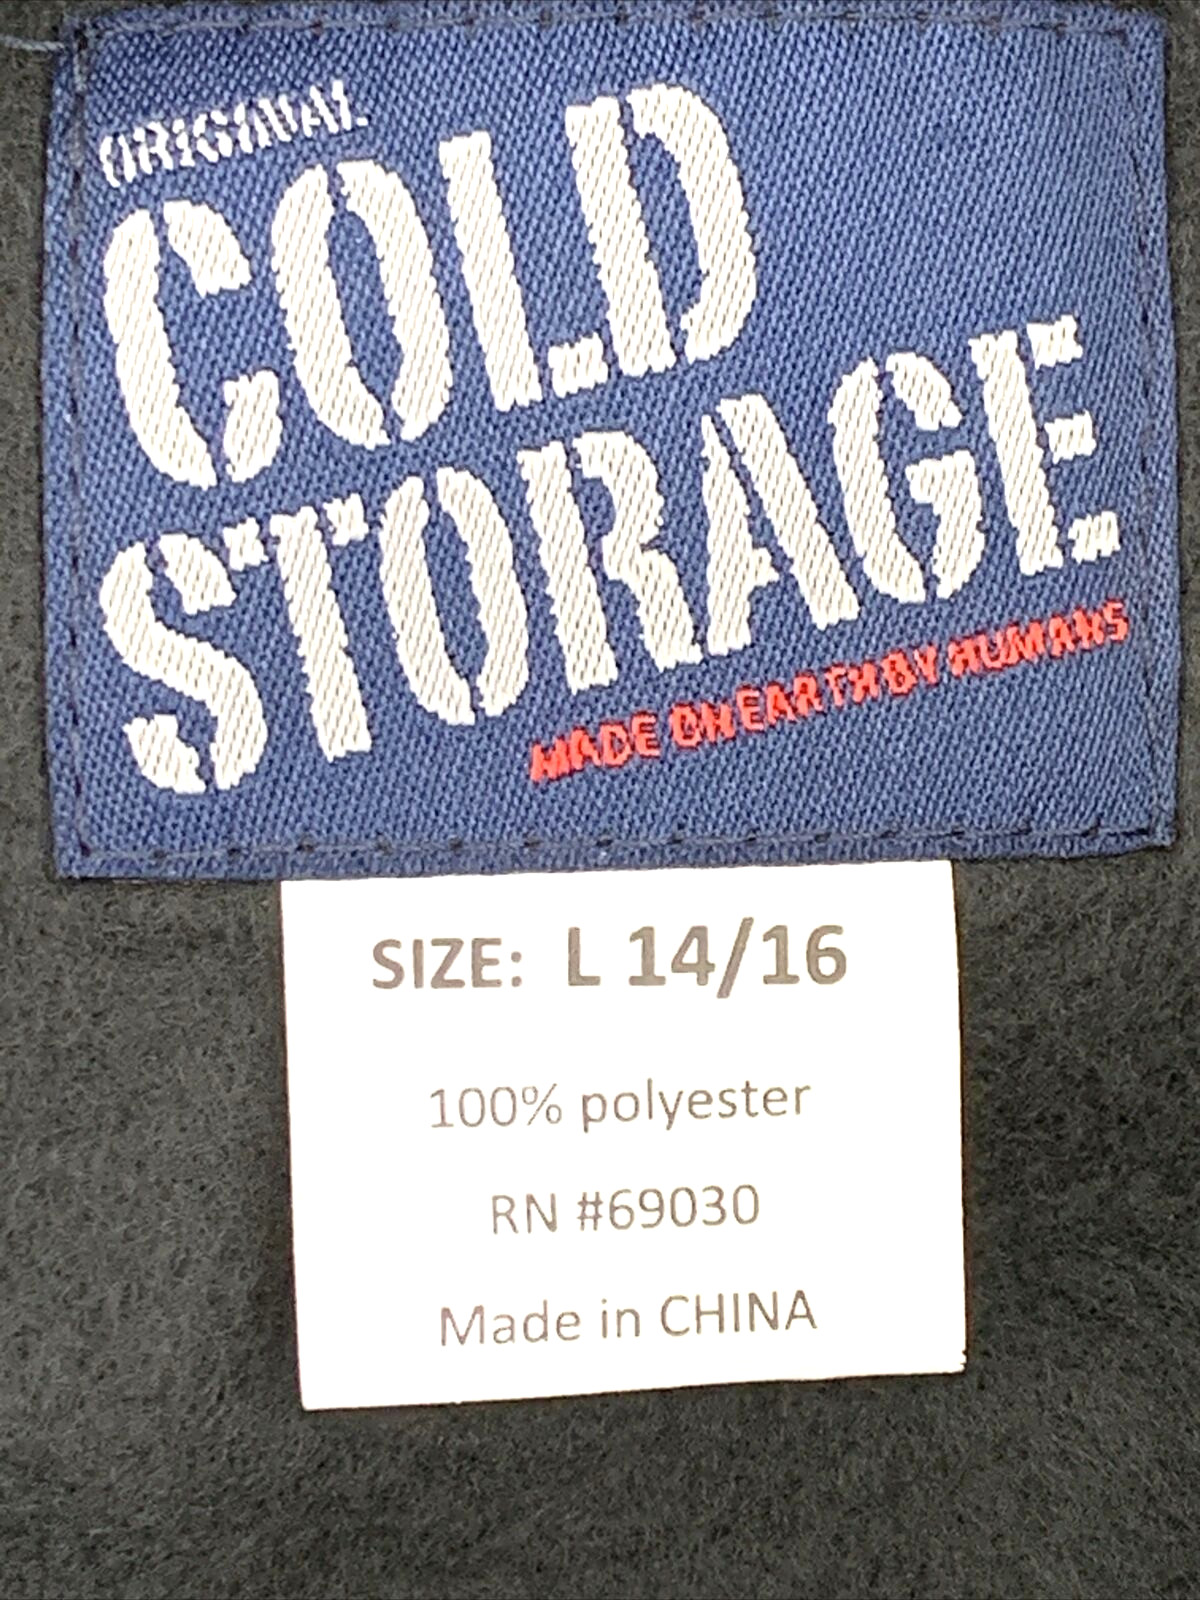 ORIGINAL
COLD
STORAGE
MADE ON EARTH BY HUMANS
SIZE: L 14/16
100% polyester
RN #69030
Made in CHINA